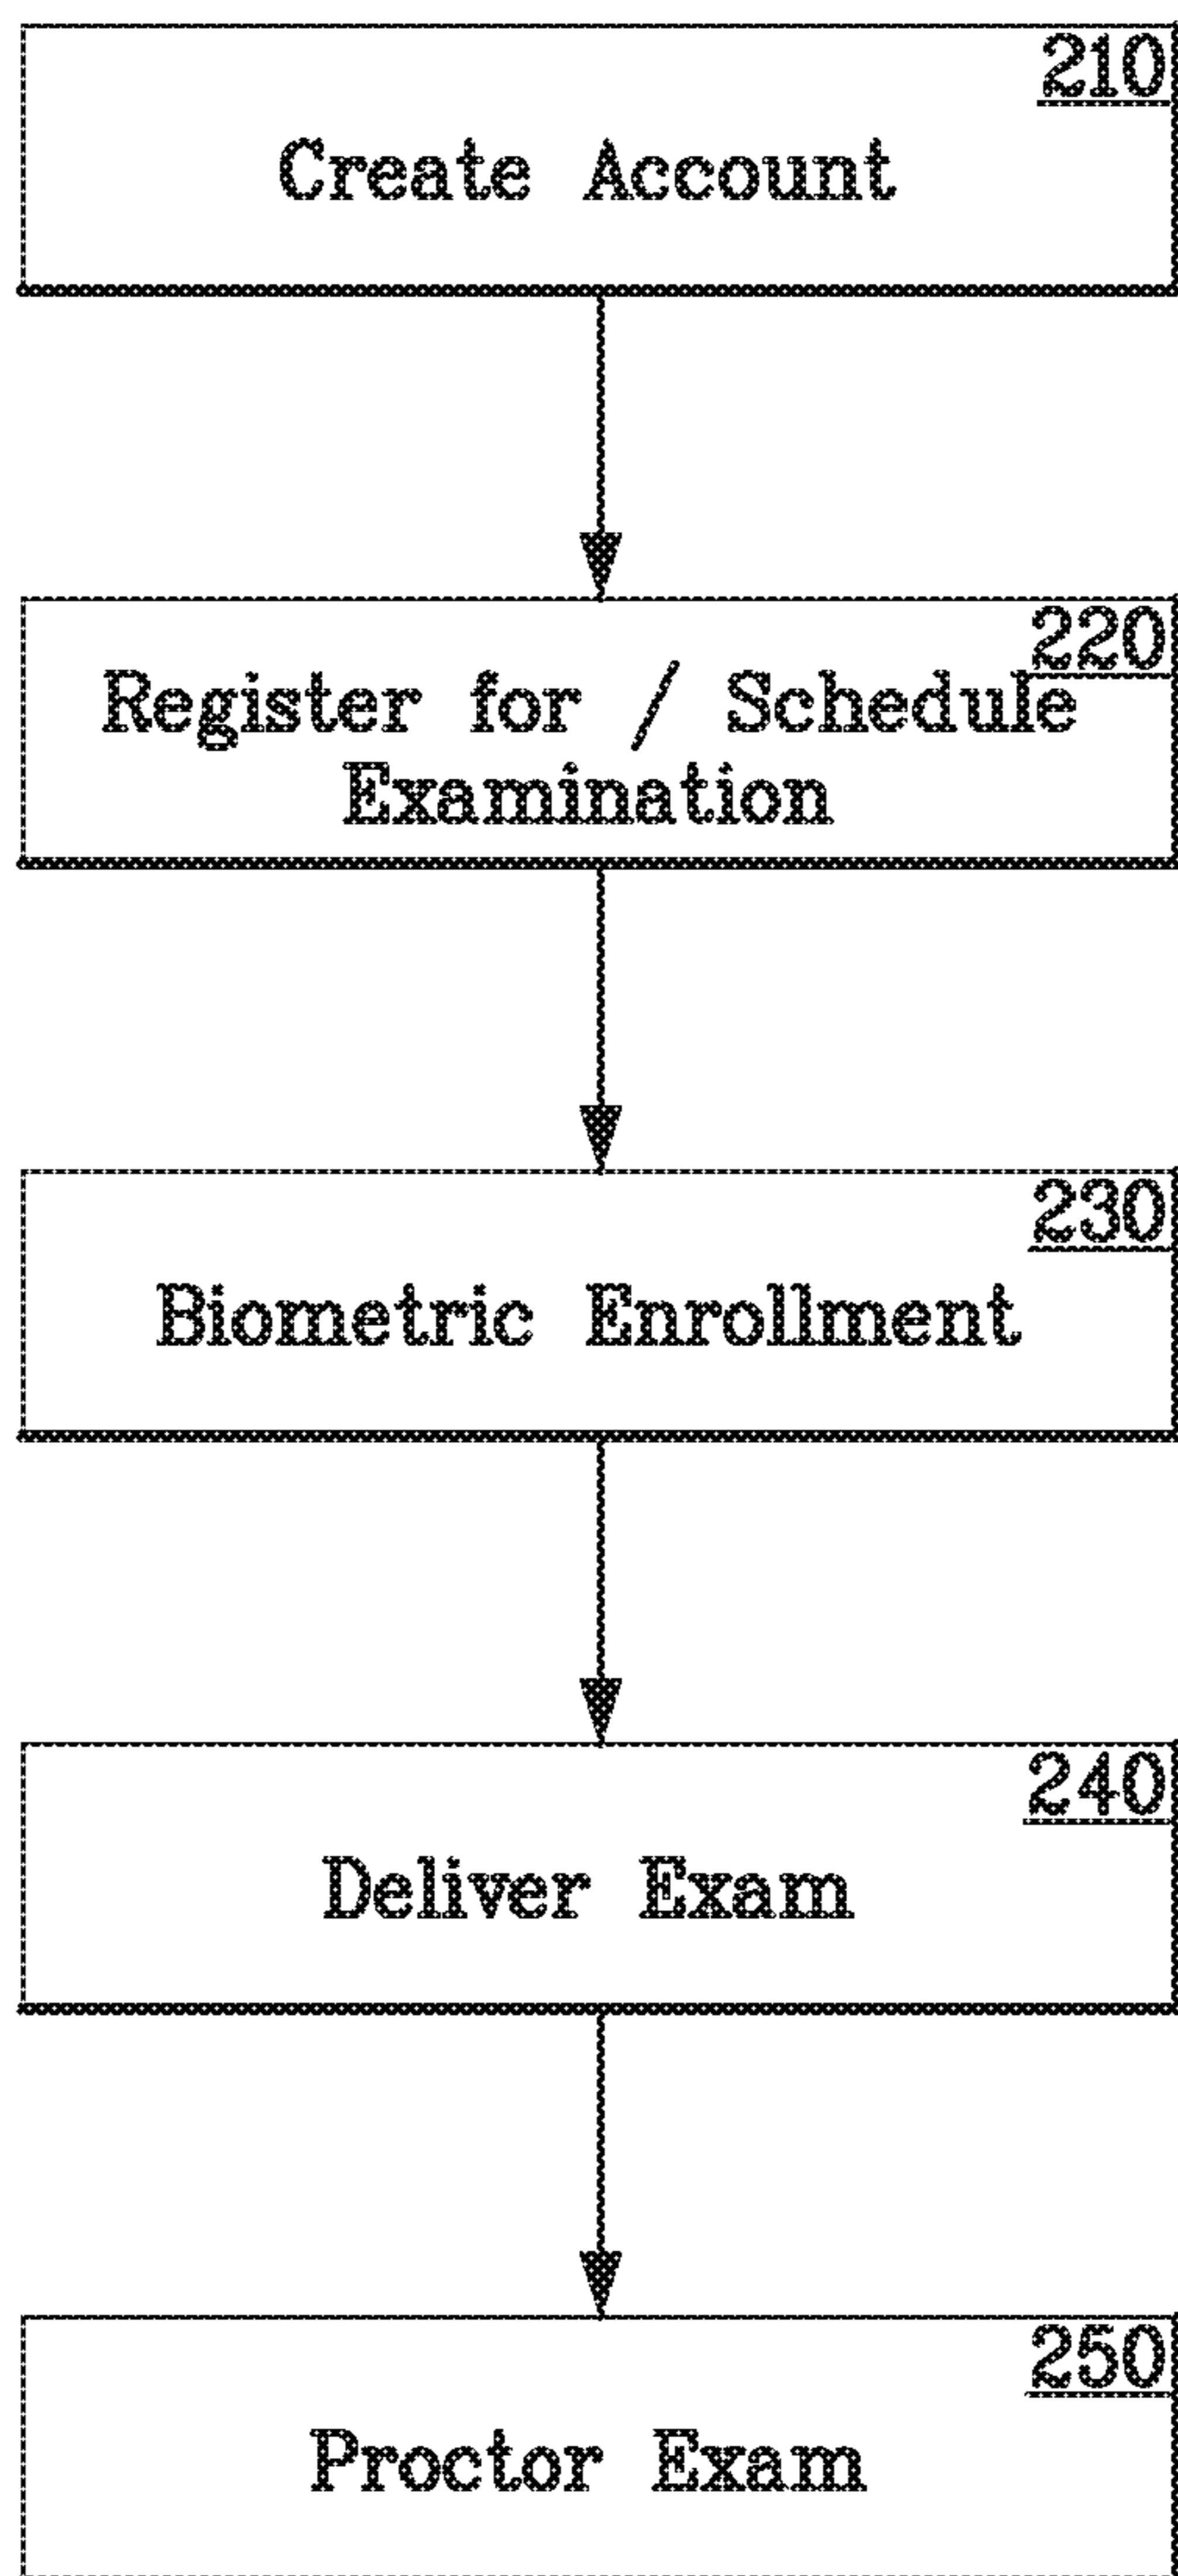 210
Create Account
220
Register for / Schedule
Examination
230
Biometric Enrollment
240
Deliver Exam
250
Proctor Exam